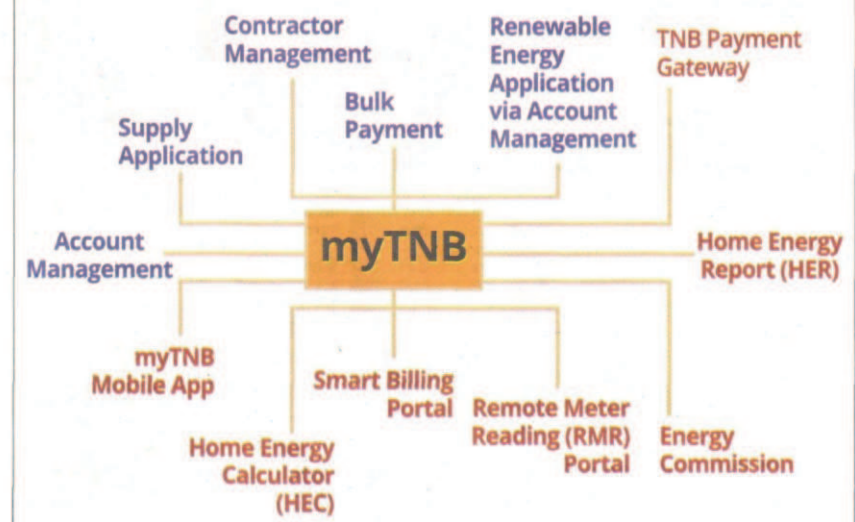 Contractor
Management
Renewable
Energy
Application
via Account
Management
TNB Payment
Gateway
Bulk
Payment
Supply
Application
Account
Management
myTNB
Home Energy
Report (HER)
myTNB
Mobile App
Smart Billing
Portal
Remote Meter
Reading (RMR)
Portal
Energy
Commission
Home Energy
Calculator
(HEC)